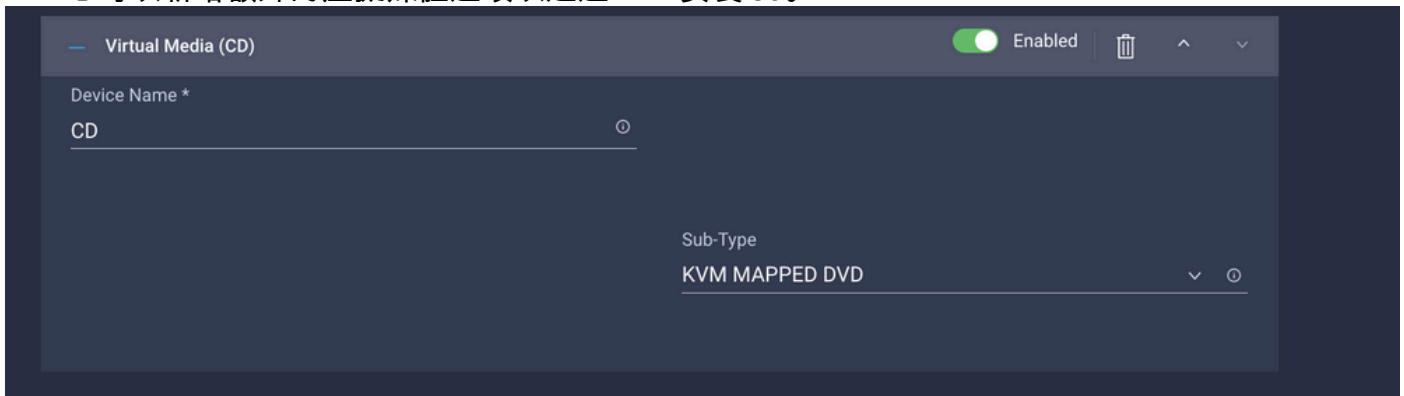 Virtual Media (CD)
Enabled
Device Name *
CD
Sub-Type
KVM MAPPED DVD